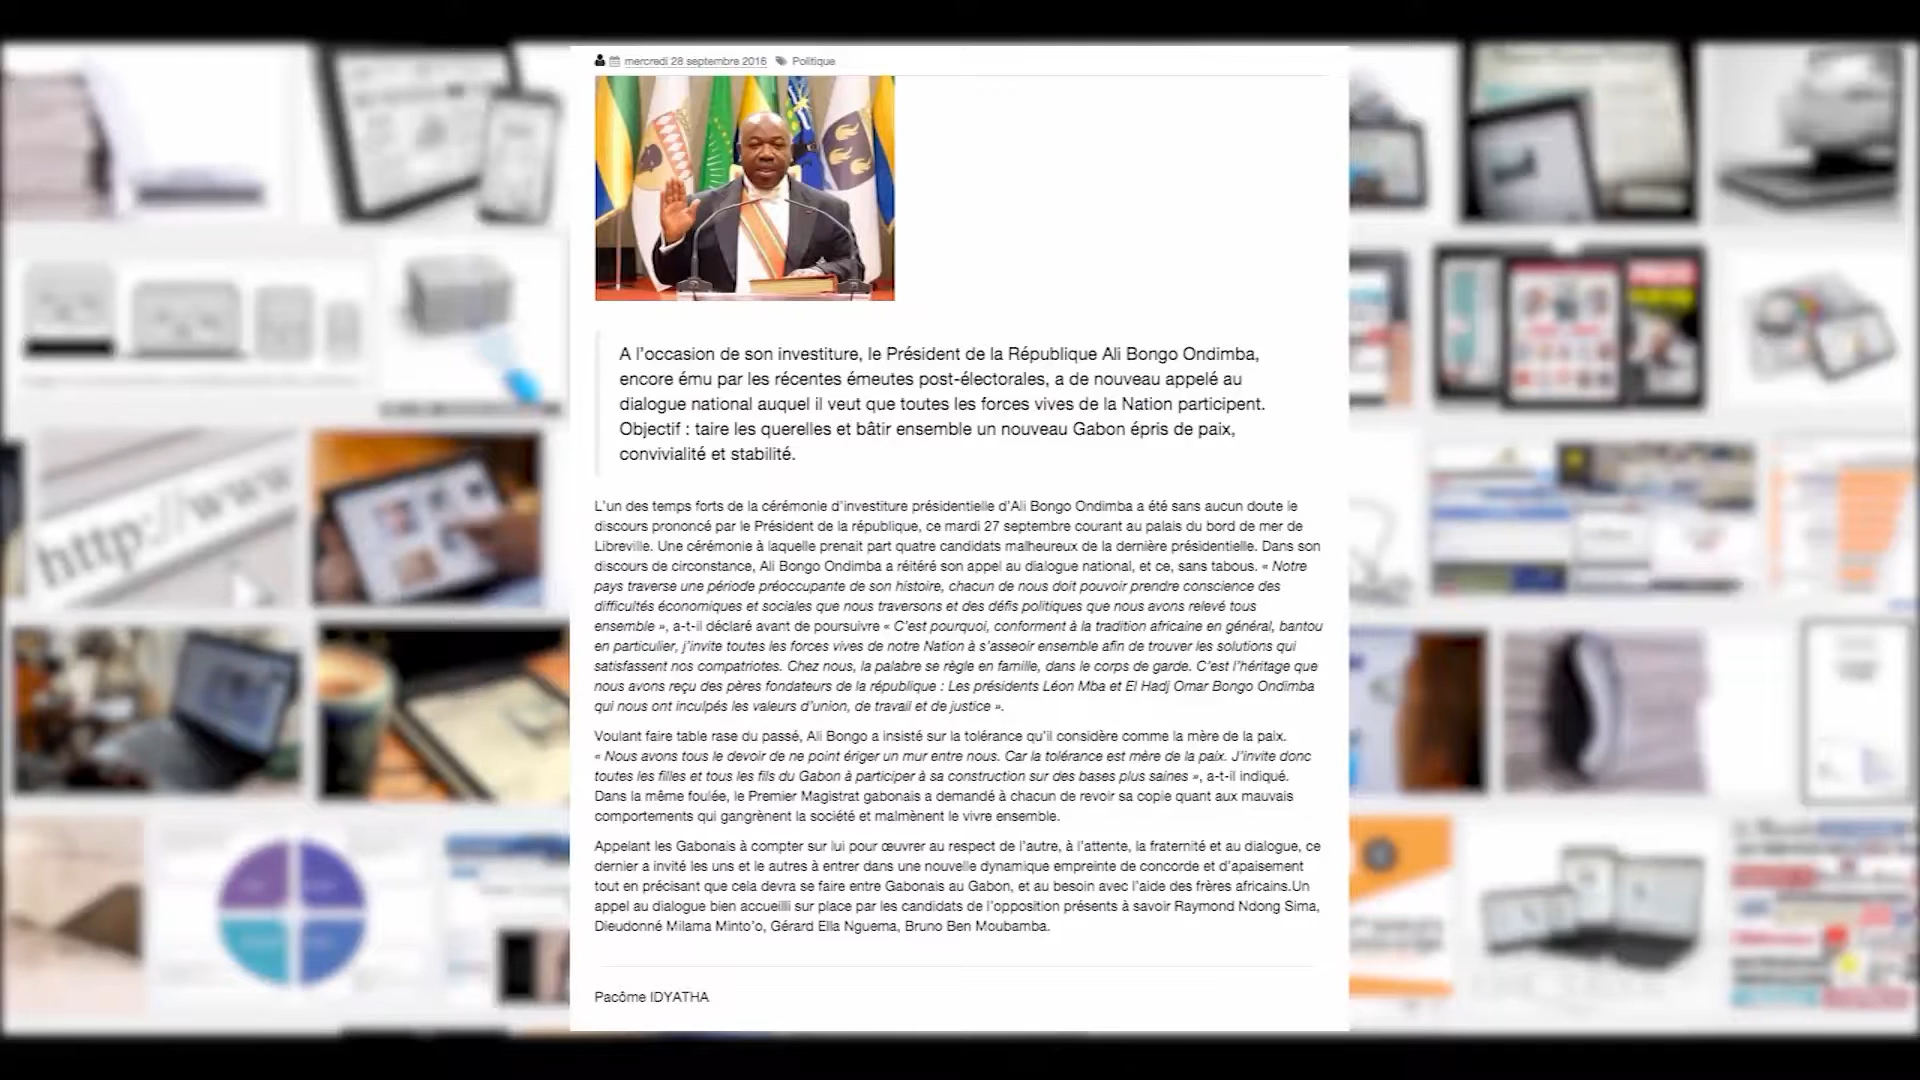 mercredi 28 septembre 2016 Politique
A l'occasion de son investiture, le Président de la République Ali Bongo Ondimba,
encore ému par les récentes émeutes post-électorales, a de nouveau appelé au
dialogue national auquel il veut que toutes les forces vives de la Nation participent.
Objectif : taire les querelles et bâtir ensemble un nouveau Gabon épris de paix,
convivialité et stabilité.
L'un des temps forts de la cérémonie d'investiture présidentielle d'Ali Bongo Ondimba a été sans aucun doute le
discours prononcé par le Président de la république, ce mardi 27 septembre courant au palais du bord de mer de
Libreville. Une cérémonie à laquelle prenait part quatre candidats malheureux de la dernière présidentielle. Dans son
discours de circonstance, Ali Bongo Ondimba a réitéré son appel au dialogue national, et ce, sans tabous. « Notre
pays traverse une période préoccupante de son histoire, chacun de nous doit pouvoir prendre conscience des
difficultés économiques et sociales que nous traversons et des défis politiques que nous avons relevé tous
ensemble », a-t-il déclaré avant de poursuivre « C'est pourquoi, conforment à la tradition africaine en général, bantou
en particulier, j'invite toutes les forces vives de notre Nation à s'asseoir ensemble afin de trouver les solutions qui
satisfassent nos compatriotes. Chez nous, la palabre se règle en famille, dans le corps de garde. C'est l'héritage que
nous avons reçu des pères fondateurs de la république : Les présidents Léon Mba et El Hadj Omar Bongo Ondimba
qui nous ont inculpés les valeurs d'union, de travail et de justice ».
Voulant faire table rase du passé, Ali Bongo a insisté sur la tolérance qu'il considère comme la mère de la paix.
« Nous avons tous le devoir de ne point ériger un mur entre nous. Car la tolérance est mère de la paix. J'invite donc
toutes les filles et tous les fils du Gabon à participer à sa construction sur des bases plus saines », a-t-il indiqué.
Dans la même foulée, le Premier Magistrat gabonais a demandé à chacun de revoir sa copie quant aux mauvais
comportements qui gangrènent la société et malmènent le vivre ensemble.
Appelant les Gabonais à compter sur lui pour œuvrer au respect de l'autre, à l'attente, la fraternité et au dialogue, ce
dernier a invité les uns et le autres à entrer dans une nouvelle dynamique empreinte de concorde et d'apaisement
tout en précisant que cela devra se faire entre Gabonais au Gabon, et au besoin avec l'aide des frères africains.Un
appel au dialogue bien accueilli sur place par les candidats de l'opposition présents à savoir Raymond Ndong Sima,
Dieudonné Milama Minto'o, Gérard Ella Nguema, Bruno Ben Moubamba.
Pacôme IDYATHA
http://www